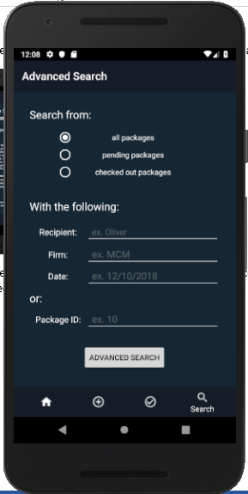 12:08
Advanced Search
Search from:
all packages
pending packages
checked out packages
With the following:
Recipient: ex. Oliver
Firm: ex. MCM
Date: ex. 12/10/2018
or:
Package ID: ex. 10
ADVANCED SEARCH
Search